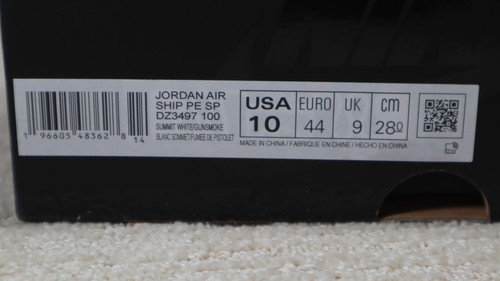 JORDAN AIR
SHIP PE SP
DZ3497 100
SUMMIT WHITE/GUNSMOKE
BLANC SOMMET/FUMEE DE PISTOLET
1 96605 48362 8
14
USA
10
EURO
44
UK
9
cm
28.0
MADE IN CHINA / FABRIQUE EN CHINE / HECHO EN CHINA